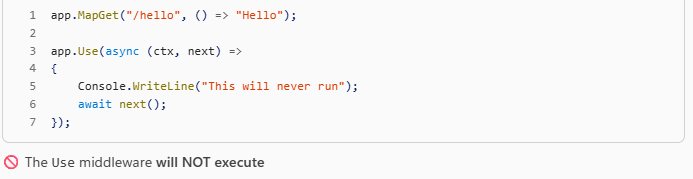 1 app.MapGet("/hello", () => "Hello");
2
3 app.Use(async (ctx, next) =>
4 {
5     Console.WriteLine("This will never run");
6     await next();
7 });
The Use middleware will NOT execute